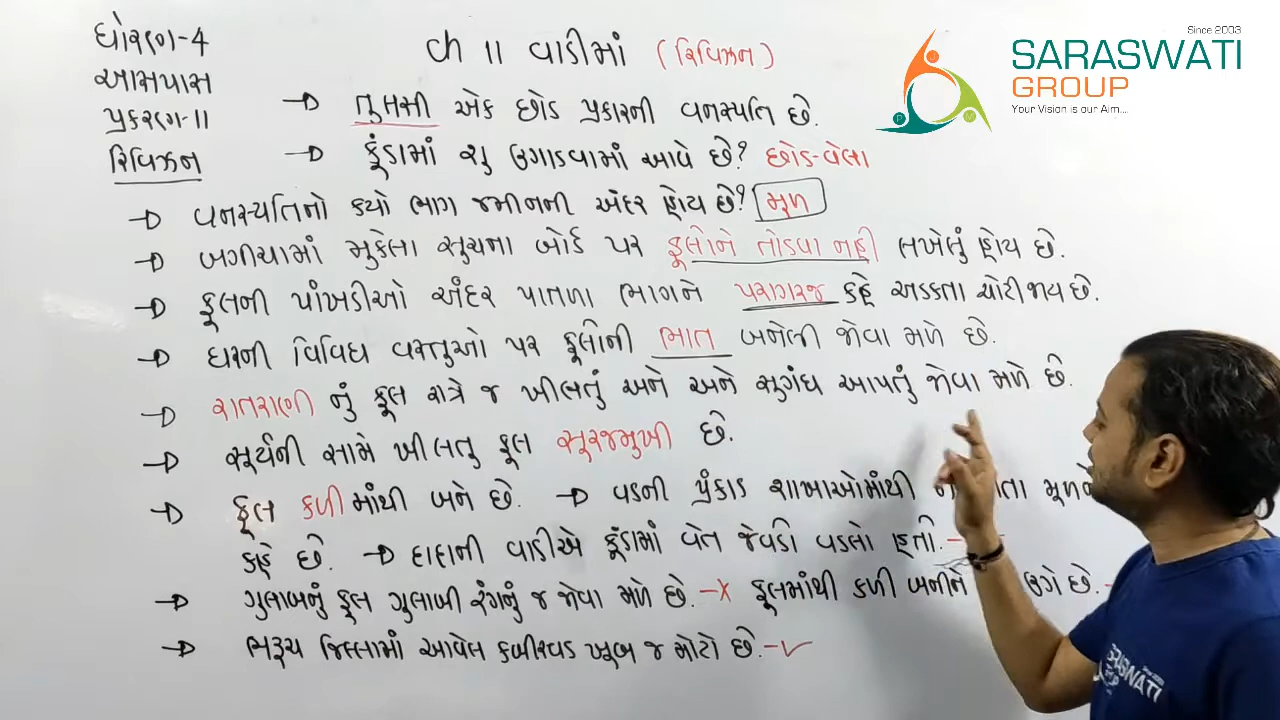 ધોરણ-4
આસપાસ
પ્રકરણ-11
રિવિઝન
ch 11 વાડીમાં (રિવિઝન)
Since 2003
SARASWATI
GROUP
Your Vision is our Aim....
P M
→ તુલસી એક છોડ પ્રકારની વનસ્પતિ છે.
→ કૂંડામાં શુ ઉગાડવામાં આવે છે? છોડ-વેલા
→ વનસ્પતિનો કયો ભાગ જમીનની અંદર હોય છે? મૂળ
→ બગીચામાં મુકેલા સુચના બોર્ડ પર ફૂલોને તોડવા નહી લખેલું હોય છે.
→ ફૂલની પાંખડીઓ અંદર પાતળા ભાગને પરાગરજ કહે અડકતા ચોટી જાય છે.
→ ઘરની વિવિધ વસ્તુઓ પર ફૂલોની ભાત બનેલી જોવા મળે છે.
→ રાતરાણી નું ફૂલ રાત્રે જ ખીલતું અને અને સુગંધ આપતું જોવા મળે છે.
→ સૂર્યની સામે ખીલતુ ફૂલ સૂરજમુખી છે.
→ ફૂલ કળી માંથી બને છે. → વડની પ્રંકાડ શાખાઓમાંથી મૂળને
કહે છે. → દાદાની વાડીએ કૂંડામાં વેત જેવડી વડલો હતી. -
→ ગુલાબનું ફૂલ ગુલાબી રંગનું જ જોવા મળે છે. -X ફૂલમાંથી કળી બનીને ઉગે છે. -
→ ભરૂચ જિલ્લામાં આવેલ કબીરવડ ખૂબ જ મોટો છે. -✓
SARASWATI